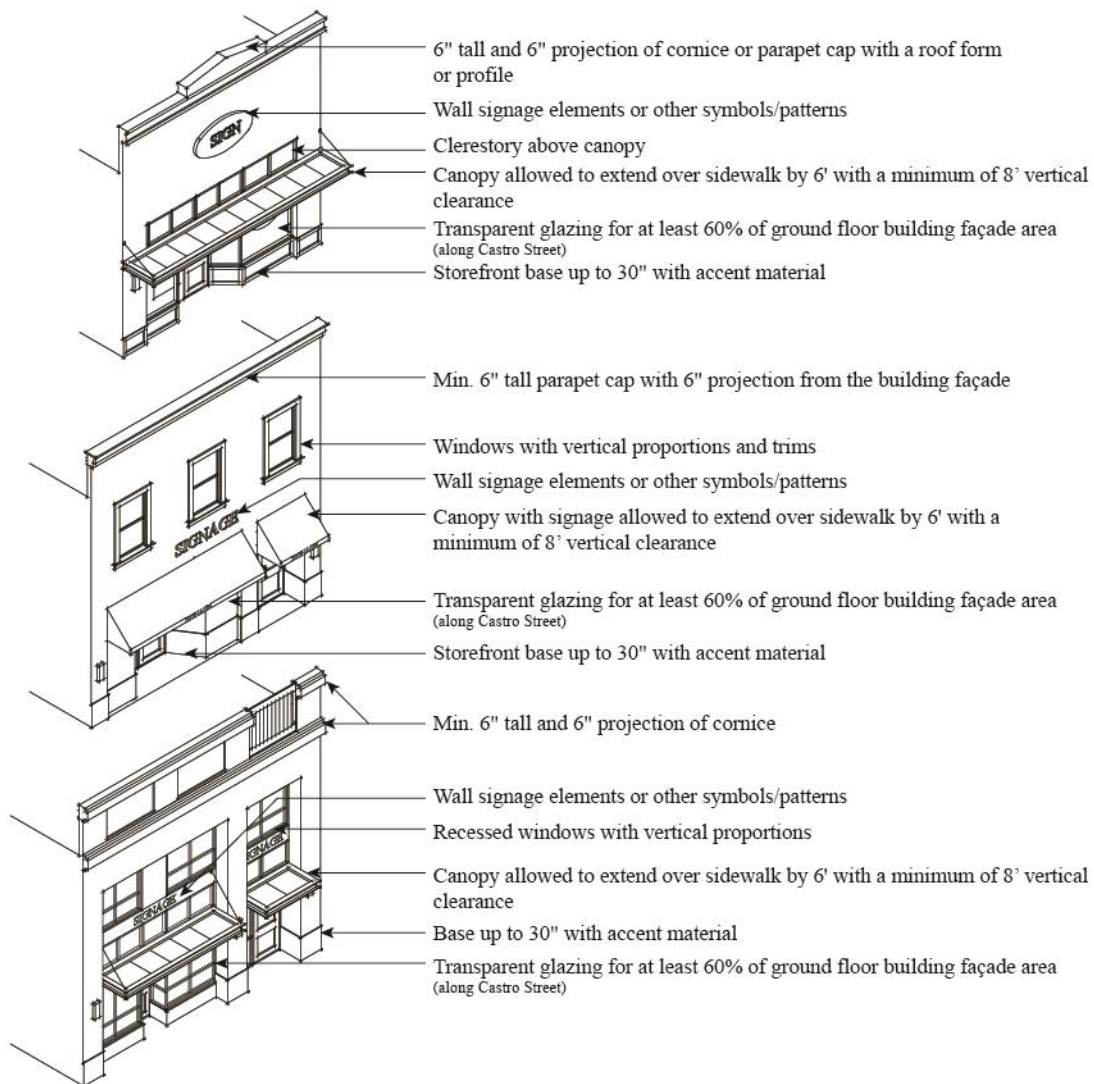 6" tall and 6" projection of cornice or parapet cap with a roof form
or profile
Wall signage elements or other symbols/patterns
SIGN
Clerestory above canopy
Canopy allowed to extend over sidewalk by 6' with a minimum of 8’ vertical
clearance
Transparent glazing for at least 60% of ground floor building façade area
(along Castro Street)
Storefront base up to 30" with accent material
Min. 6" tall parapet cap with 6" projection from the building façade
Windows with vertical proportions and trims
Wall signage elements or other symbols/patterns
SIGNAGE
Canopy with signage allowed to extend over sidewalk by 6' with a
minimum of 8’ vertical clearance
Transparent glazing for at least 60% of ground floor building façade area
(along Castro Street)
Storefront base up to 30" with accent material
Min. 6" tall and 6" projection of cornice
Wall signage elements or other symbols/patterns
Recessed windows with vertical proportions
SIGNAGE
SIGNAGE
Canopy allowed to extend over sidewalk by 6' with a minimum of 8’ vertical
clearance
Base up to 30" with accent material
Transparent glazing for at least 60% of ground floor building façade area
(along Castro Street)